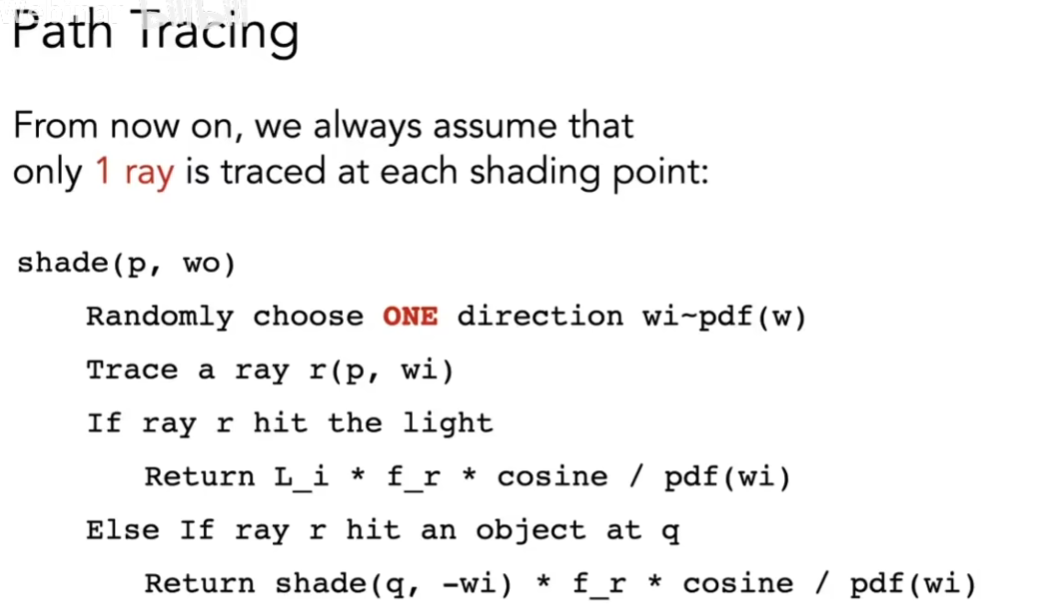 Path Tracing
From now on, we always assume that
only 1 ray is traced at each shading point:
shade(p, wo)
Randomly choose ONE direction wi~pdf(w)
Trace a ray r(p, wi)
If ray r hit the light
Return L_i * f_r * cosine / pdf(wi)
Else If ray r hit an object at q
Return shade(q, -wi) * f_r * cosine / pdf(wi)